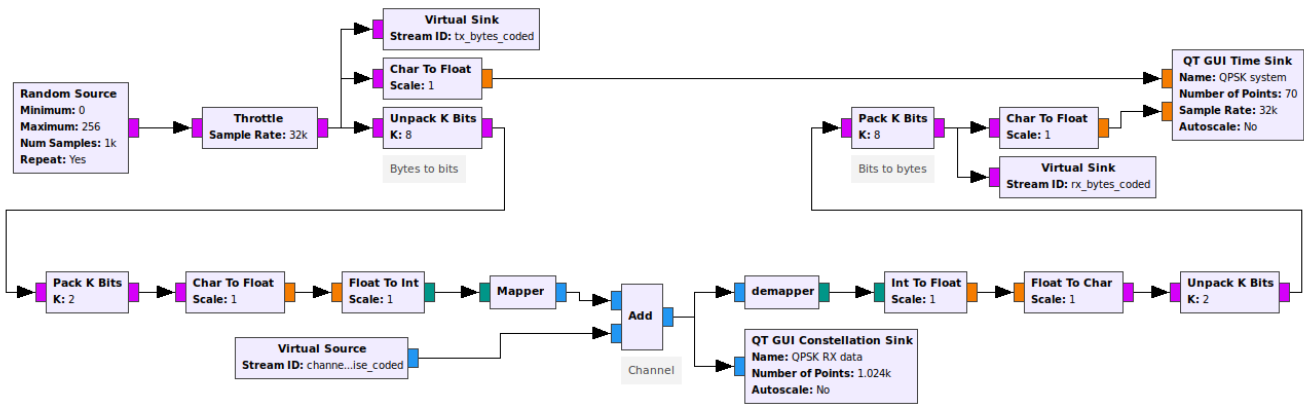 Virtual Sink
Stream ID: tx_bytes_coded
Char To Float
Scale: 1
QT GUI Time Sink
Name: QPSK system
Number of Points: 70
Sample Rate: 32k
Autoscale: No
Random Source
Minimum: 0
Maximum: 256
Num Samples: 1k
Repeat: Yes
Throttle
Sample Rate: 32k
Unpack K Bits
K: 8
Bytes to bits
Pack K Bits
K: 8
Bits to bytes
Char To Float
Scale: 1
Virtual Sink
Stream ID: rx_bytes_coded
Pack K Bits
K: 2
Char To Float
Scale: 1
Float To Int
Scale: 1
Mapper
Add
Channel
Virtual Source
Stream ID: channe...ise_coded
demapper
Int To Float
Scale: 1
Float To Char
Scale: 1
Unpack K Bits
K: 2
QT GUI Constellation Sink
Name: QPSK RX data
Number of Points: 1.024k
Autoscale: No